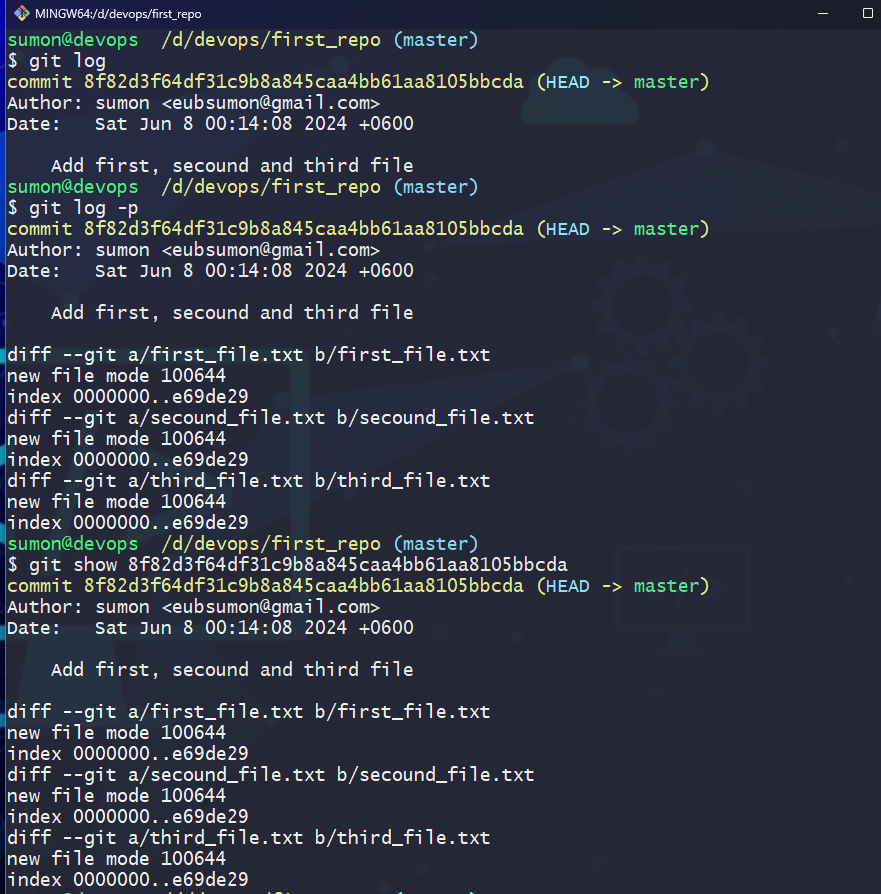 MINGW64:/d/devops/first_repo
sumon@devops  /d/devops/first_repo (master)
$ git log
commit 8f82d3f64df31c9b8a845caa4bb61aa8105bbcda (HEAD -> master)
Author: sumon <eubsumon@gmail.com>
Date:   Sat Jun 8 00:14:08 2024 +0600

    Add first, secound and third file
sumon@devops  /d/devops/first_repo (master)
$ git log -p
commit 8f82d3f64df31c9b8a845caa4bb61aa8105bbcda (HEAD -> master)
Author: sumon <eubsumon@gmail.com>
Date:   Sat Jun 8 00:14:08 2024 +0600

    Add first, secound and third file

diff --git a/first_file.txt b/first_file.txt
new file mode 100644
index 0000000..e69de29
diff --git a/secound_file.txt b/secound_file.txt
new file mode 100644
index 0000000..e69de29
diff --git a/third_file.txt b/third_file.txt
new file mode 100644
index 0000000..e69de29
sumon@devops  /d/devops/first_repo (master)
$ git show 8f82d3f64df31c9b8a845caa4bb61aa8105bbcda
commit 8f82d3f64df31c9b8a845caa4bb61aa8105bbcda (HEAD -> master)
Author: sumon <eubsumon@gmail.com>
Date:   Sat Jun 8 00:14:08 2024 +0600

    Add first, secound and third file

diff --git a/first_file.txt b/first_file.txt
new file mode 100644
index 0000000..e69de29
diff --git a/secound_file.txt b/secound_file.txt
new file mode 100644
index 0000000..e69de29
diff --git a/third_file.txt b/third_file.txt
new file mode 100644
index 0000000..e69de29